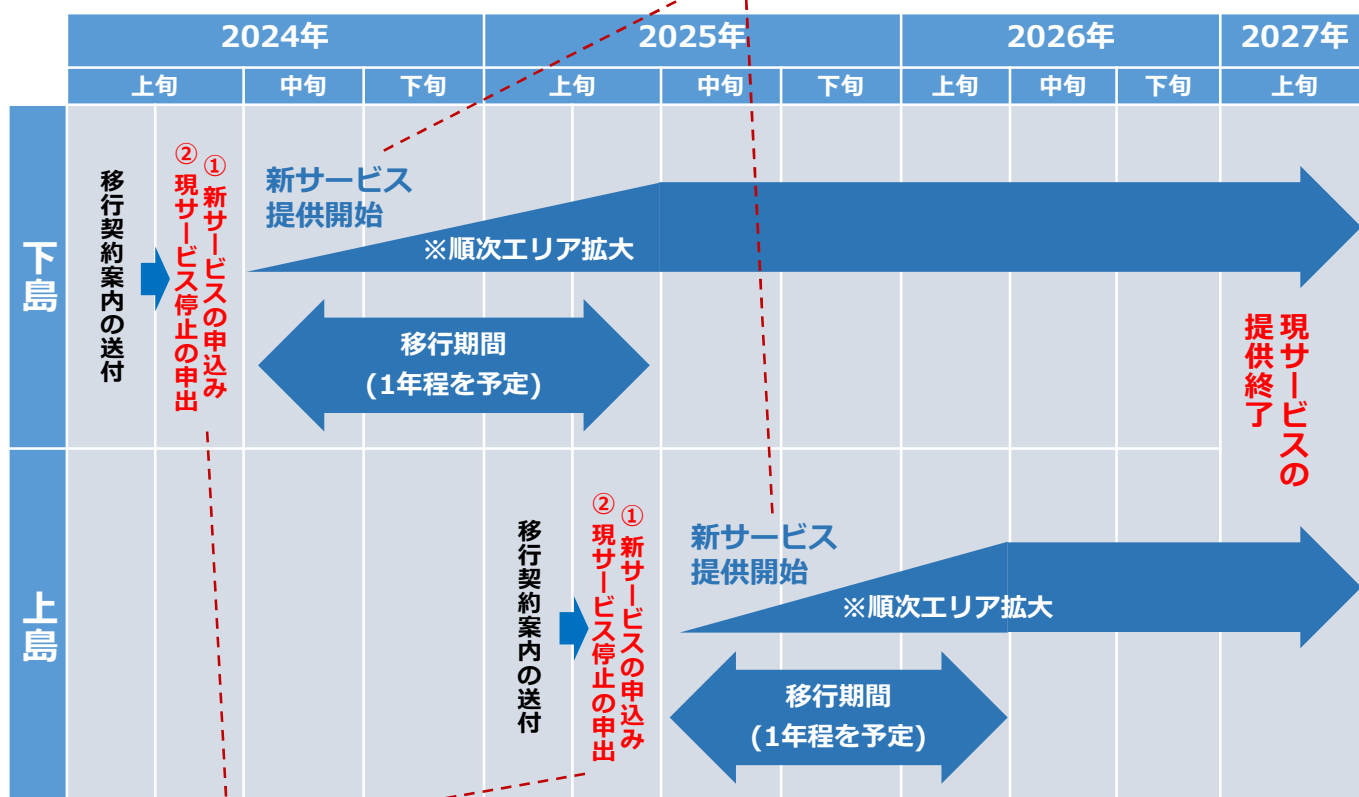 2024年
2025年
2026年
2027年
上旬
中旬
下旬
上旬
中旬
下旬
上旬
中旬
下旬
上旬
下島
移行契約案内の送付
①新サービスの申込み
②現サービス停止の申出
新サービス
提供開始
※順次エリア拡大
移行期間
(1年程を予定)
現サービスの
提供終了
上島
移行契約案内の送付
①新サービスの申込み
②現サービス停止の申出
新サービス
提供開始
※順次エリア拡大
移行期間
(1年程を予定)